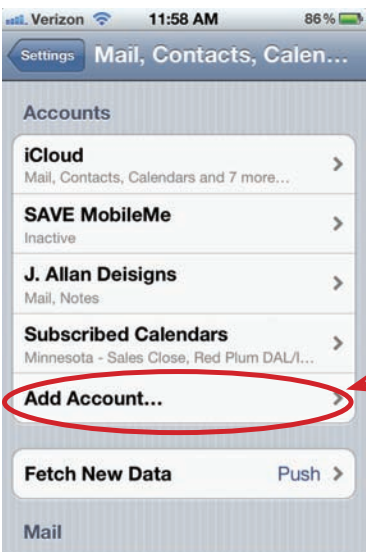 Verizon 11:58 AM 86%
Settings Mail, Contacts, Calen...
Accounts
iCloud
Mail, Contacts, Calendars and 7 more...
SAVE MobileMe
Inactive
J. Allan Deisigns
Mail, Notes
Subscribed Calendars
Minnesota - Sales Close, Red Plum DAL/I...
Add Account...
Fetch New Data Push
Mail